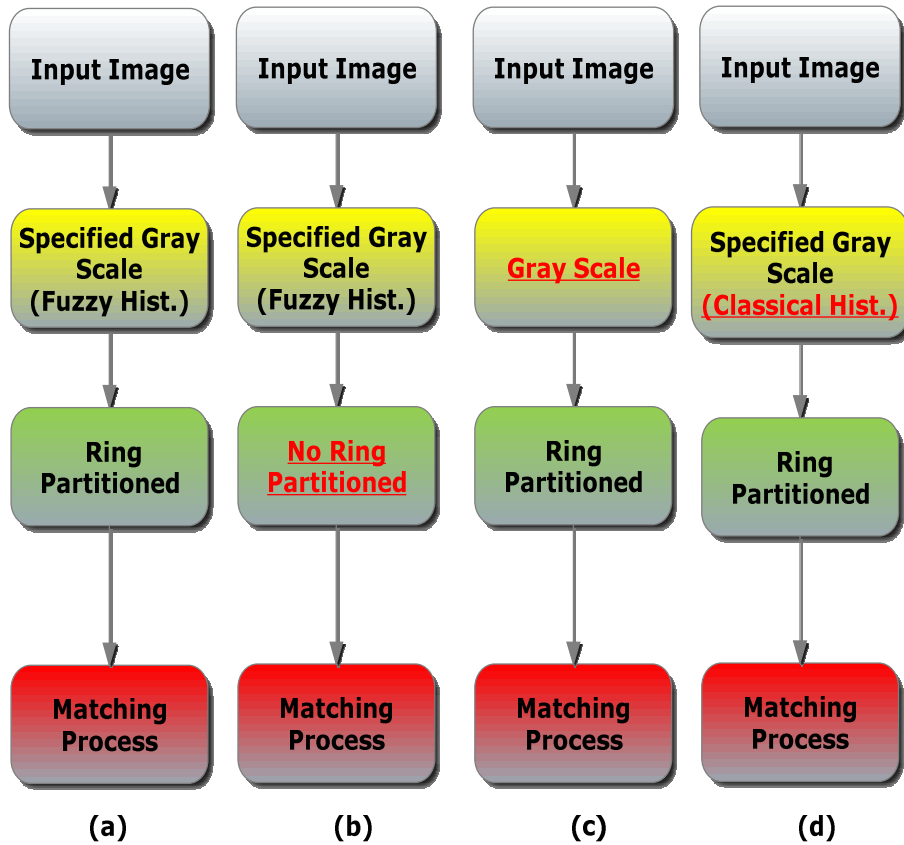 Input Image
Specified Gray
Scale
(Fuzzy Hist.)
Ring
Partitioned
Matching
Process
(a)
Input Image
Specified Gray
Scale
(Fuzzy Hist.)
No Ring
Partitioned
Matching
Process
(b)
Input Image
Gray Scale
Ring
Partitioned
Matching
Process
(c)
Input Image
Specified Gray
Scale
(Classical Hist.)
Ring
Partitioned
Matching
Process
(d)